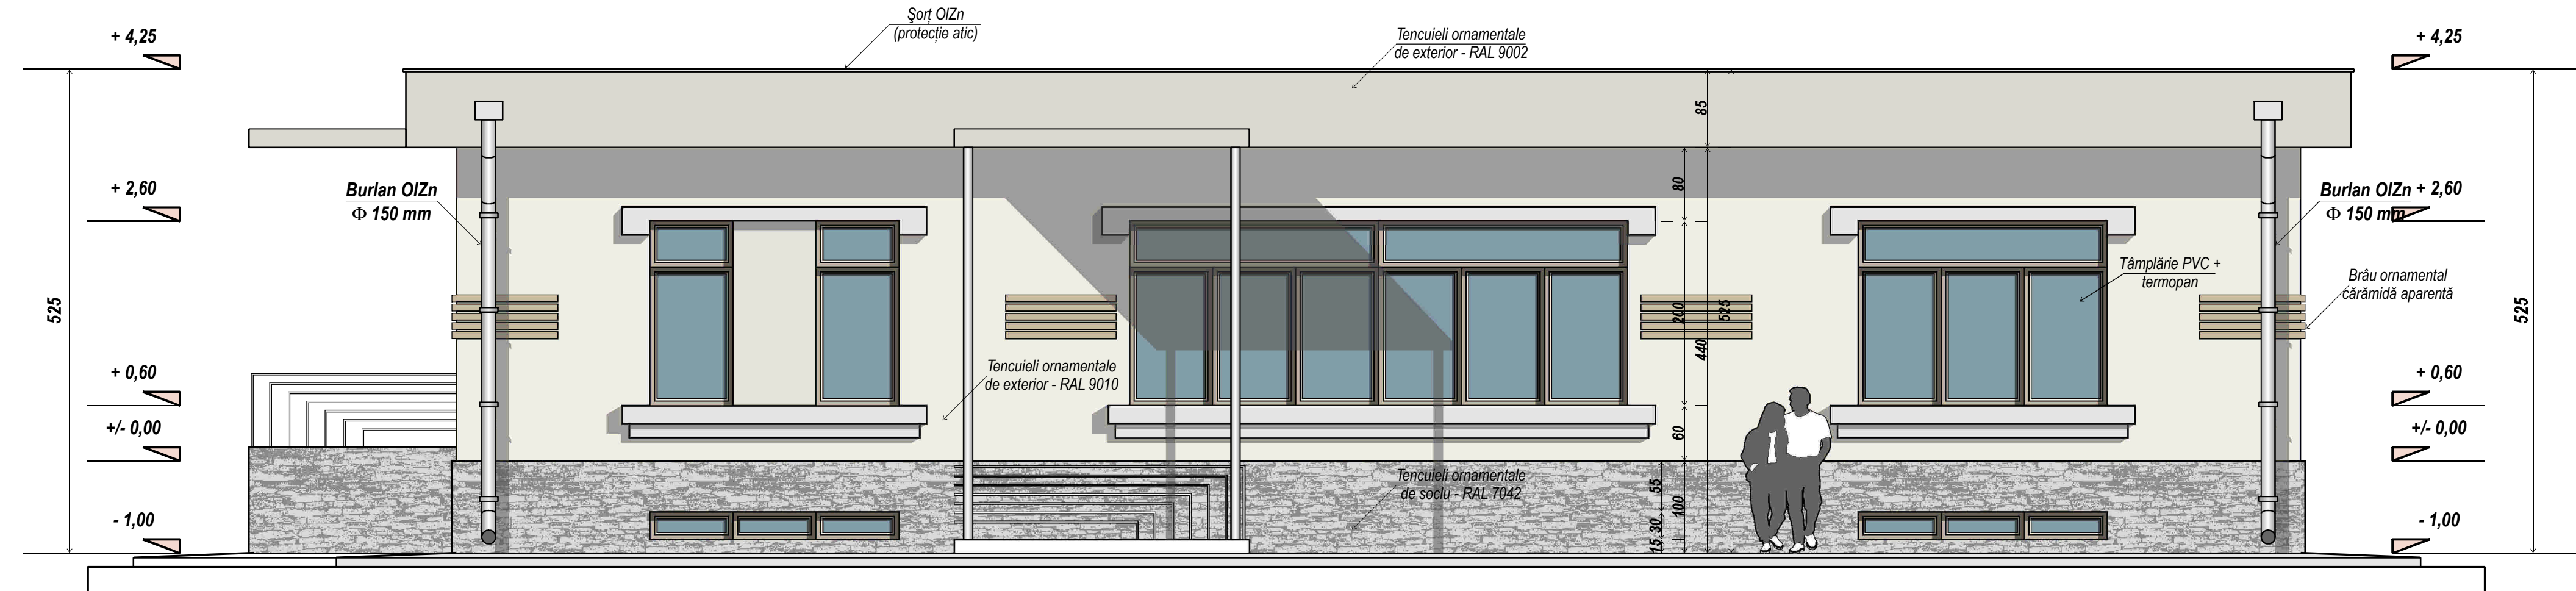 Șorț OlZn
(protecție atic)
Tencuieli ornamentale
de exterior - RAL 9002
+ 4,25
+ 4,25
85
+ 2,60
Burlan OlZn
Φ 150 mm
80
Burlan OlZn
Φ 150 mm
+ 2,60
Tâmplărie PVC +
termopan
Brâu ornamental
cărămidă aparentă
525
200
525
440
525
+ 0,60
Tencuieli ornamentale
de exterior - RAL 9010
+ 0,60
+/- 0,00
60
+/- 0,00
Tencuieli ornamentale
de soclu - RAL 7042
55
100
30
15
- 1,00
- 1,00